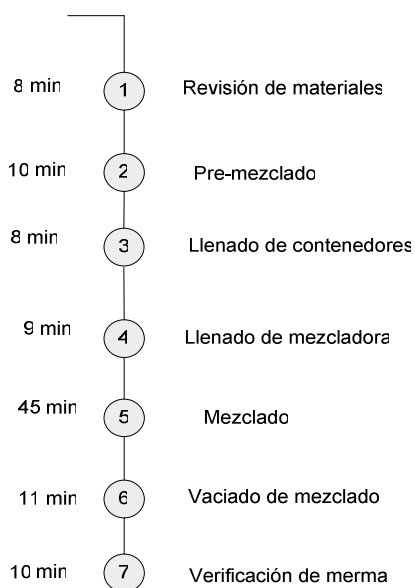 8 min 1 Revisión de materiales
10 min 2 Pre-mezclado
8 min 3 Llenado de contenedores
9 min 4 Llenado de mezcladora
45 min 5 Mezclado
11 min 6 Vaciado de mezclado
10 min 7 Verificación de merma